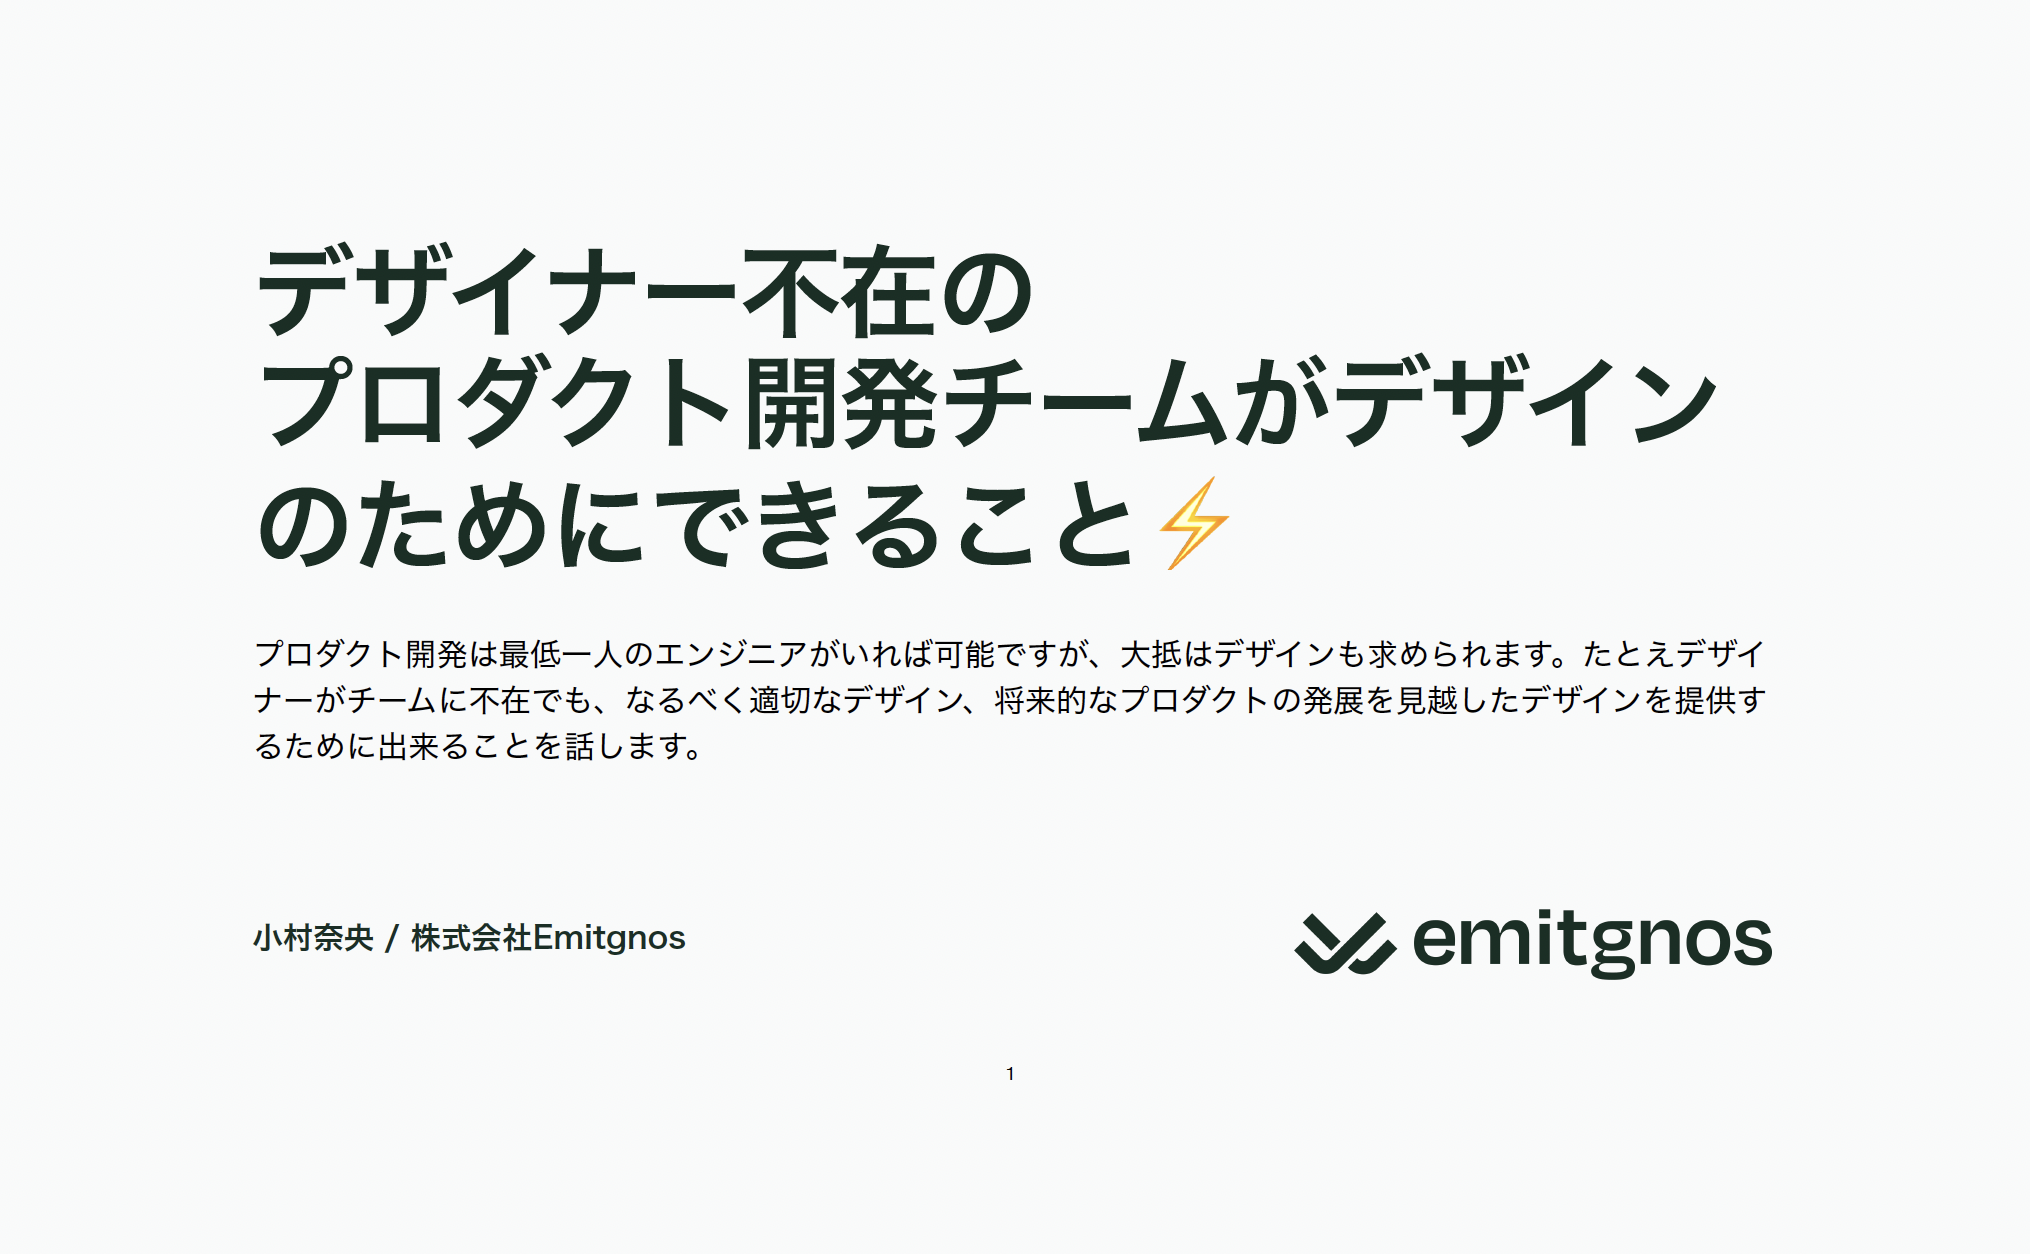 デザイナー不在の
プロダクト開発チームがデザイン
のためにできること⚡
プロダクト開発は最低一人のエンジニアがいれば可能ですが、大抵はデザインも求められます。たとえデザイ
ナーがチームに不在でも、なるべく適切なデザイン、将来的なプロダクトの発展を見越したデザインを提供す
るために出来ることを話します。
小村奈央 / 株式会社Emitgnos
emitgnos
1